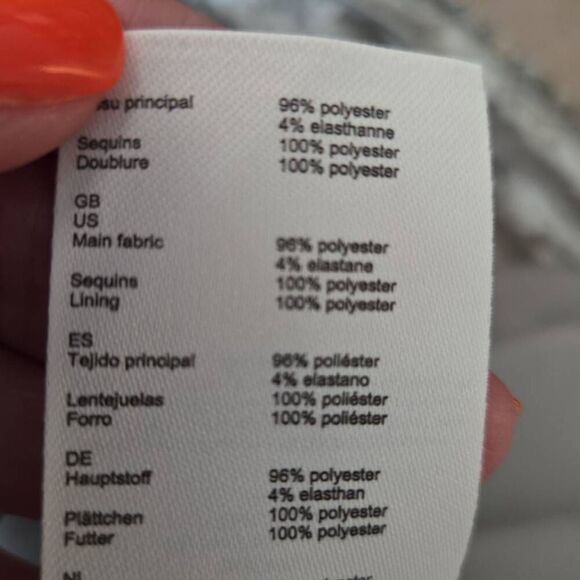 principal 96% polyester
4% elasthanne
Sequins 100% polyester
Doublure 100% polyester
GB
US
Main fabric 96% polyester
4% elastane
Sequins 100% polyester
Lining 100% polyester
ES
Tejido principal 96% poliéster
4% elastano
Lentejuelas 100% poliéster
Forro 100% poliéster
DE
Hauptstoff 96% polyester
4% elasthan
Plättchen 100% polyester
Futter 100% polyester
NL